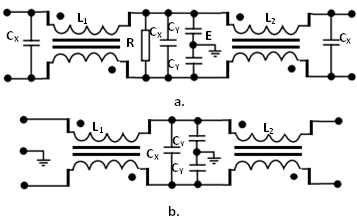 L1 L2
CX R CX CY E CX
CY
a.
L1 CY L2
CX
CY
b.